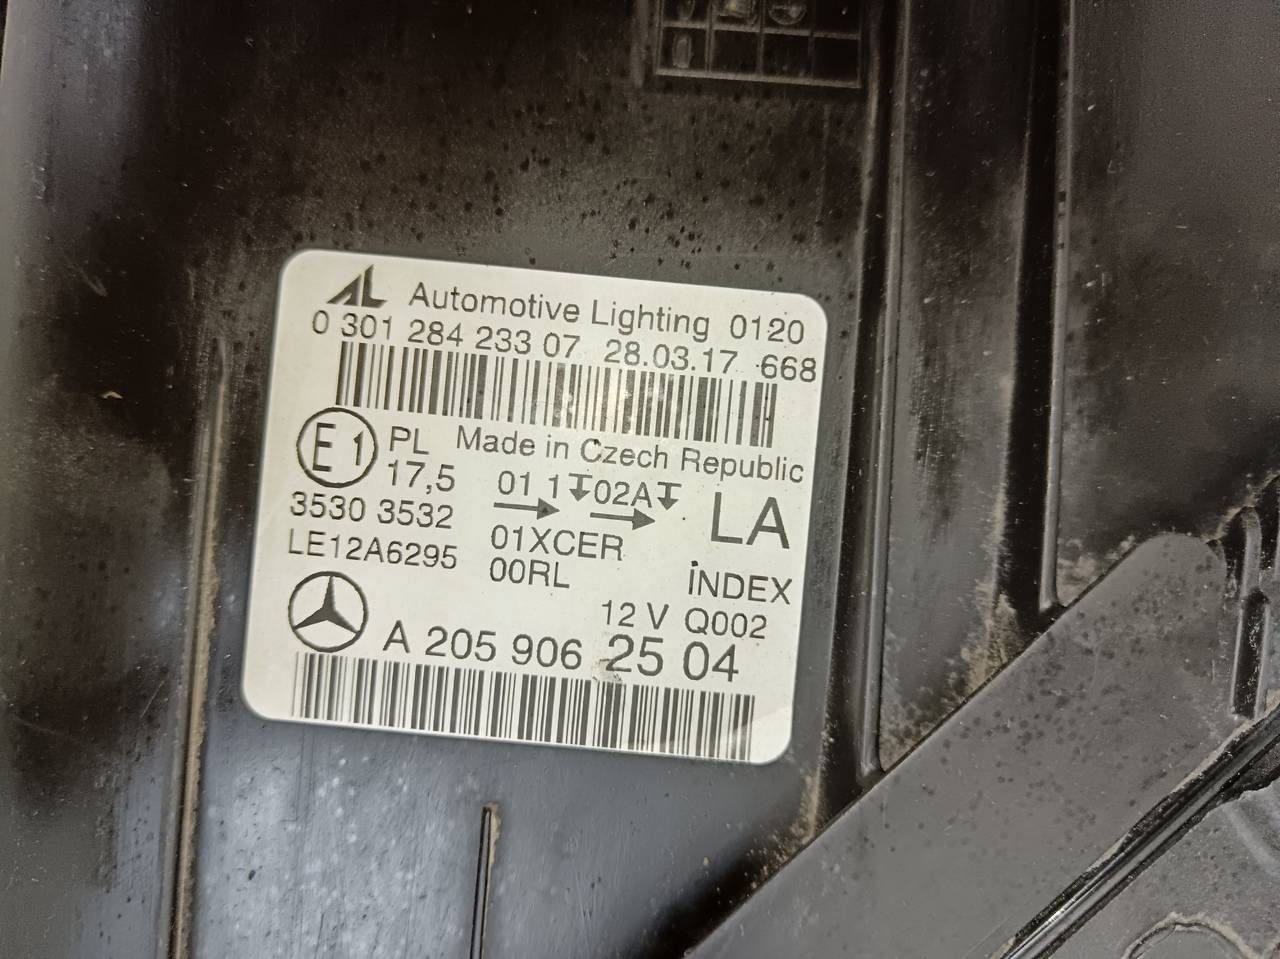 AL Automotive Lighting 0120
0 301 284 233 07 28.03.17 668
E1 PL Made in Czech Republic
17,5 01 1 02A LA
3530 3532 01XCER
LE12A6295 00RL INDEX
12 V Q002
A 205 906 25 04